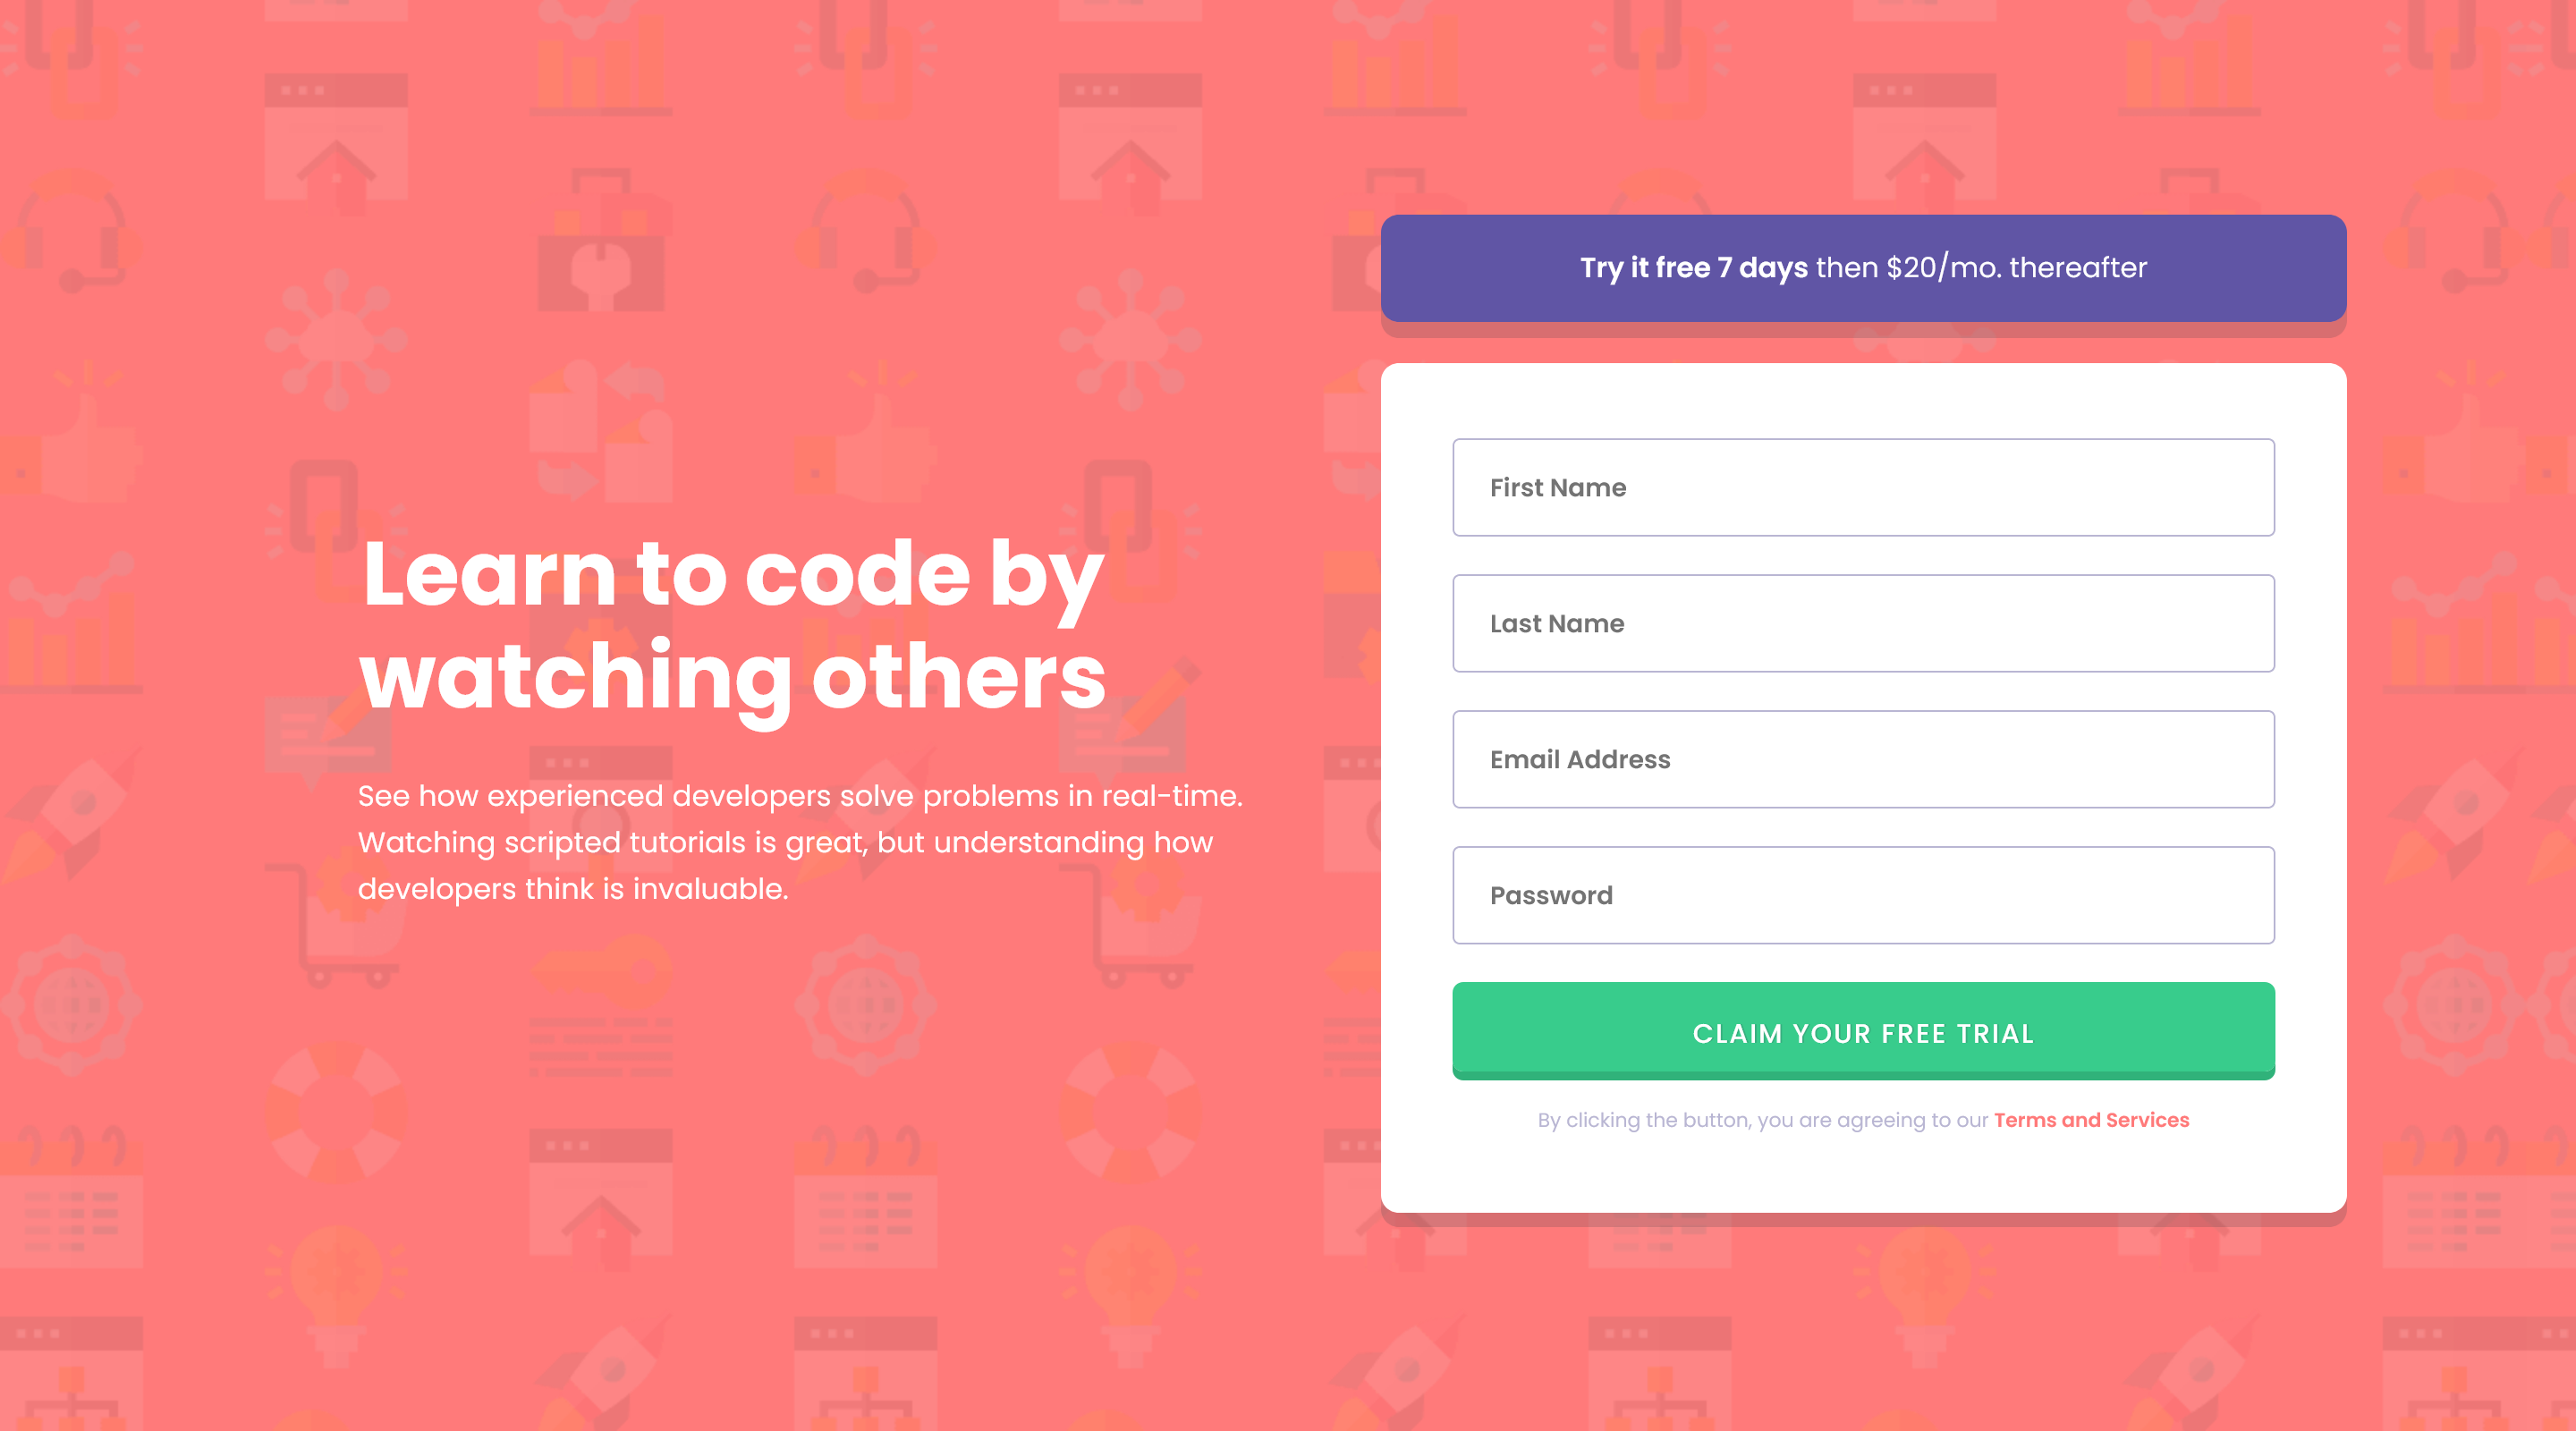 Learn to code by
watching others
See how experienced developers solve problems in real-time.
Watching scripted tutorials is great, but understanding how
developers think is invaluable.
Try it free 7 days then $20/mo. thereafter
First Name
Last Name
Email Address
Password
CLAIM YOUR FREE TRIAL
By clicking the button, you are agreeing to our Terms and Services